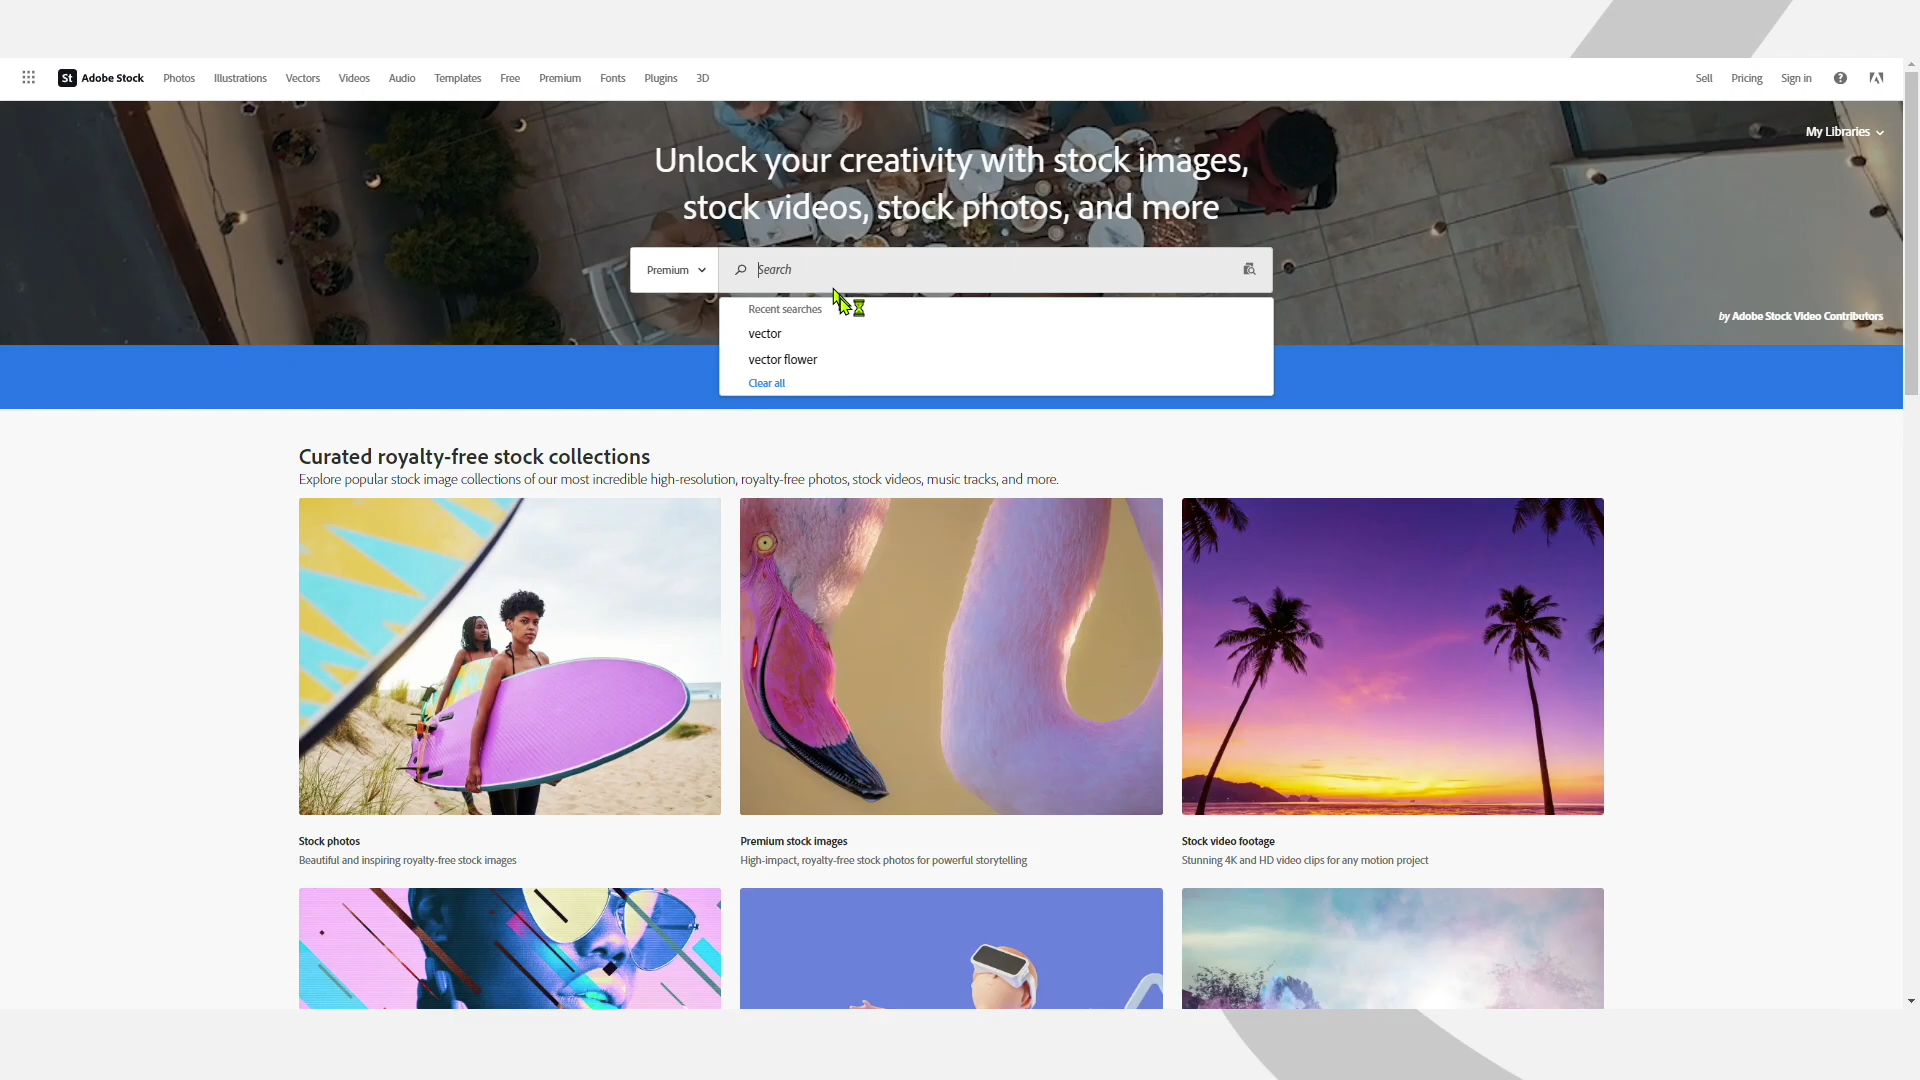 St Adobe Stock Photos Illustrations Vectors Videos Audio Templates Free Premium Fonts Plugins 3D Sell Pricing Sign in ?
My Libraries
Unlock your creativity with stock images,
stock videos, stock photos, and more
Premium Search
by Adobe Stock Video Contributors
Recent searches
vector
vector flower
Clear all
Curated royalty-free stock collections
Explore popular stock image collections of our most incredible high-resolution, royalty-free photos, stock videos, music tracks, and more.
Stock photos
Beautiful and inspiring royalty-free stock images
Premium stock images
High-impact, royalty-free stock photos for powerful storytelling
Stock video footage
Stunning 4K and HD video clips for any motion project